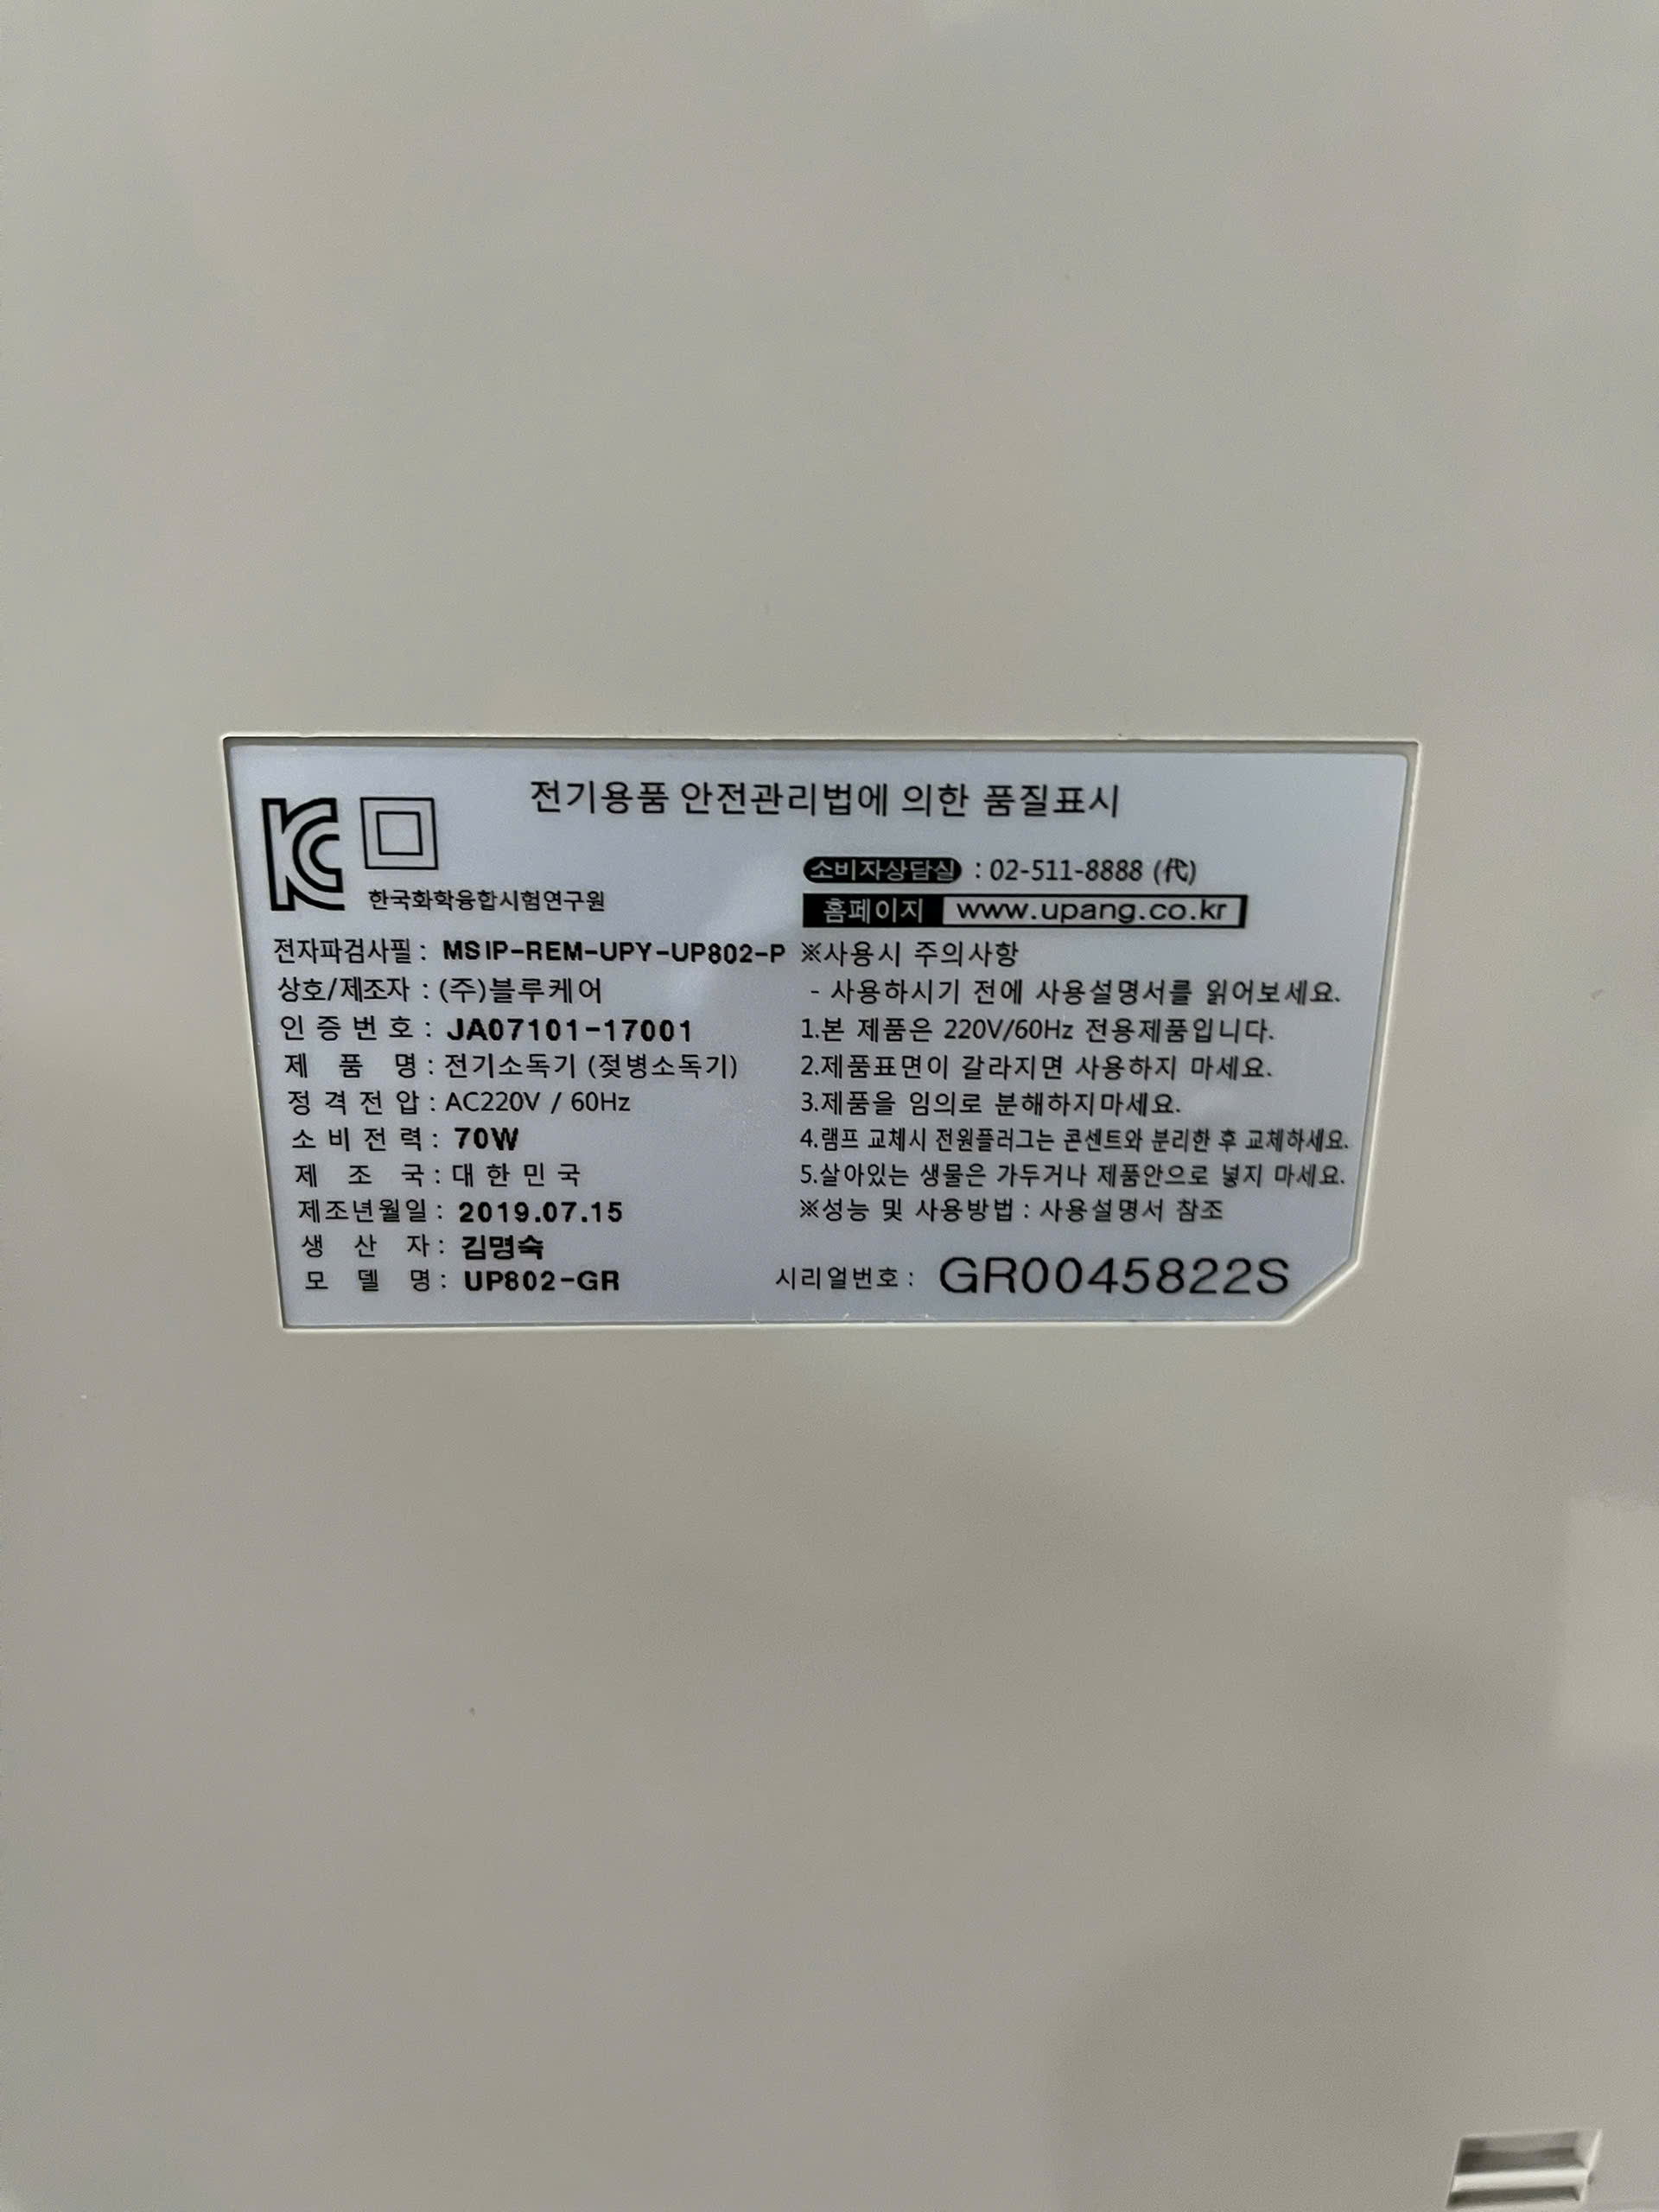 전기용품 안전관리법에 의한 품질표시
KC
한국화학융합시험연구원
소비자상담실 : 02-511-8888 (代)
홈페이지 www.upang.co.kr
전자파검사필 : MSIP-REM-UPY-UP802-P
상호/제조자 : (주)블루케어
인 증 번 호 : JA07101-17001
제 품 명 : 전기소독기 (젖병소독기)
정 격 전 압 : AC220V / 60Hz
소 비 전 력 : 70W
제 조 국 : 대 한 민 국
제조년월일 : 2019.07.15
생 산 자 : 김명숙
모 델 명 : UP802-GR
※사용시 주의사항
- 사용하시기 전에 사용설명서를 읽어보세요.
1.본 제품은 220V/60Hz 전용제품입니다.
2.제품표면이 갈라지면 사용하지 마세요.
3.제품을 임의로 분해하지마세요.
4.램프 교체시 전원플러그는 콘센트와 분리한 후 교체하세요.
5.살아있는 생물은 가두거나 제품안으로 넣지 마세요.
※성능 및 사용방법 : 사용설명서 참조
시리얼번호 : GR0045822S